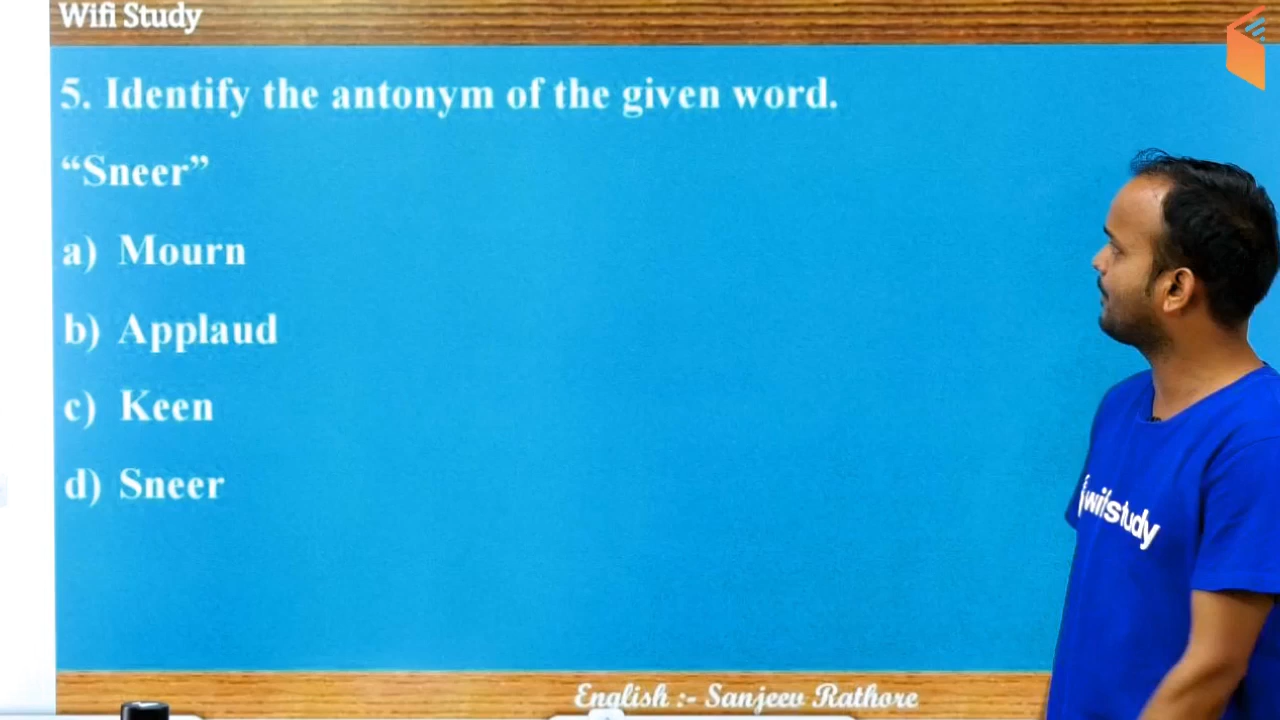 Wifi Study
5. Identify the antonym of the given word.
“Sneer”
a) Mourn
b) Applaud
c) Keen
d) Sneer
wifistudy
English :- Sanjeev Rathore